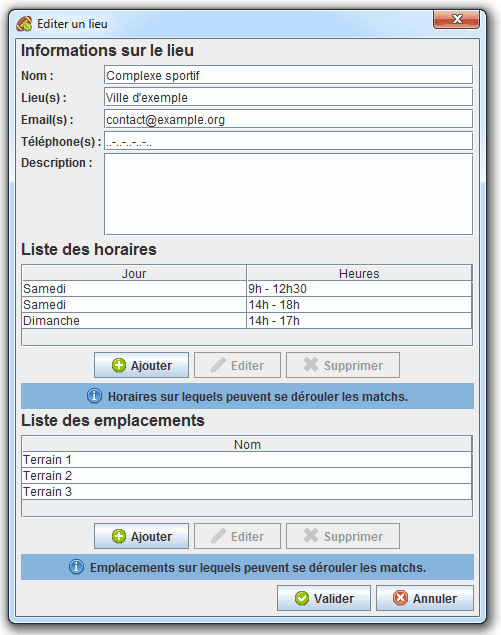 Editer un lieu
Informations sur le lieu
Nom : Complexe sportif
Lieu(s) : Ville d'exemple
Email(s) : contact@example.org
Téléphone(s) : ..-..-..-..-..
Description :
Liste des horaires
Jour Heures
Samedi 9h - 12h30
Samedi 14h - 18h
Dimanche 14h - 17h
Ajouter Editer Supprimer
Horaires sur lequels peuvent se dérouler les matchs.
Liste des emplacements
Nom
Terrain 1
Terrain 2
Terrain 3
Ajouter Editer Supprimer
Emplacements sur lequels peuvent se dérouler les matchs.
Valider Annuler